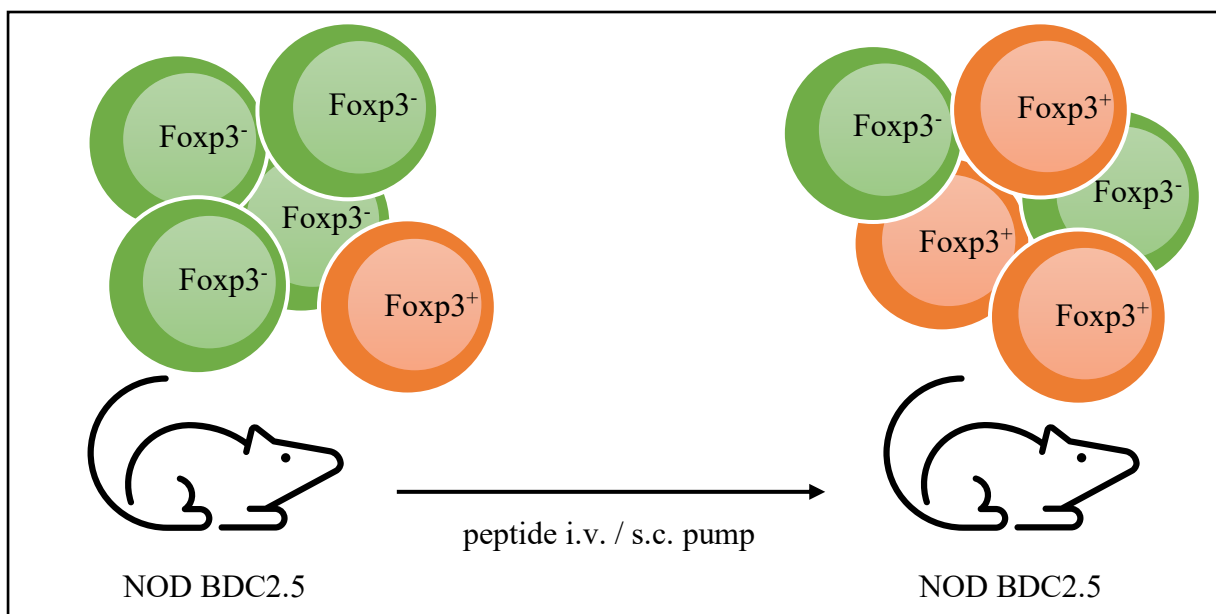 Foxp3⁻
Foxp3⁻
Foxp3⁻
Foxp3⁻
Foxp3⁺
NOD BDC2.5
peptide i.v. / s.c. pump
Foxp3⁺
Foxp3⁻
Foxp3⁻
Foxp3⁺
Foxp3⁺
NOD BDC2.5